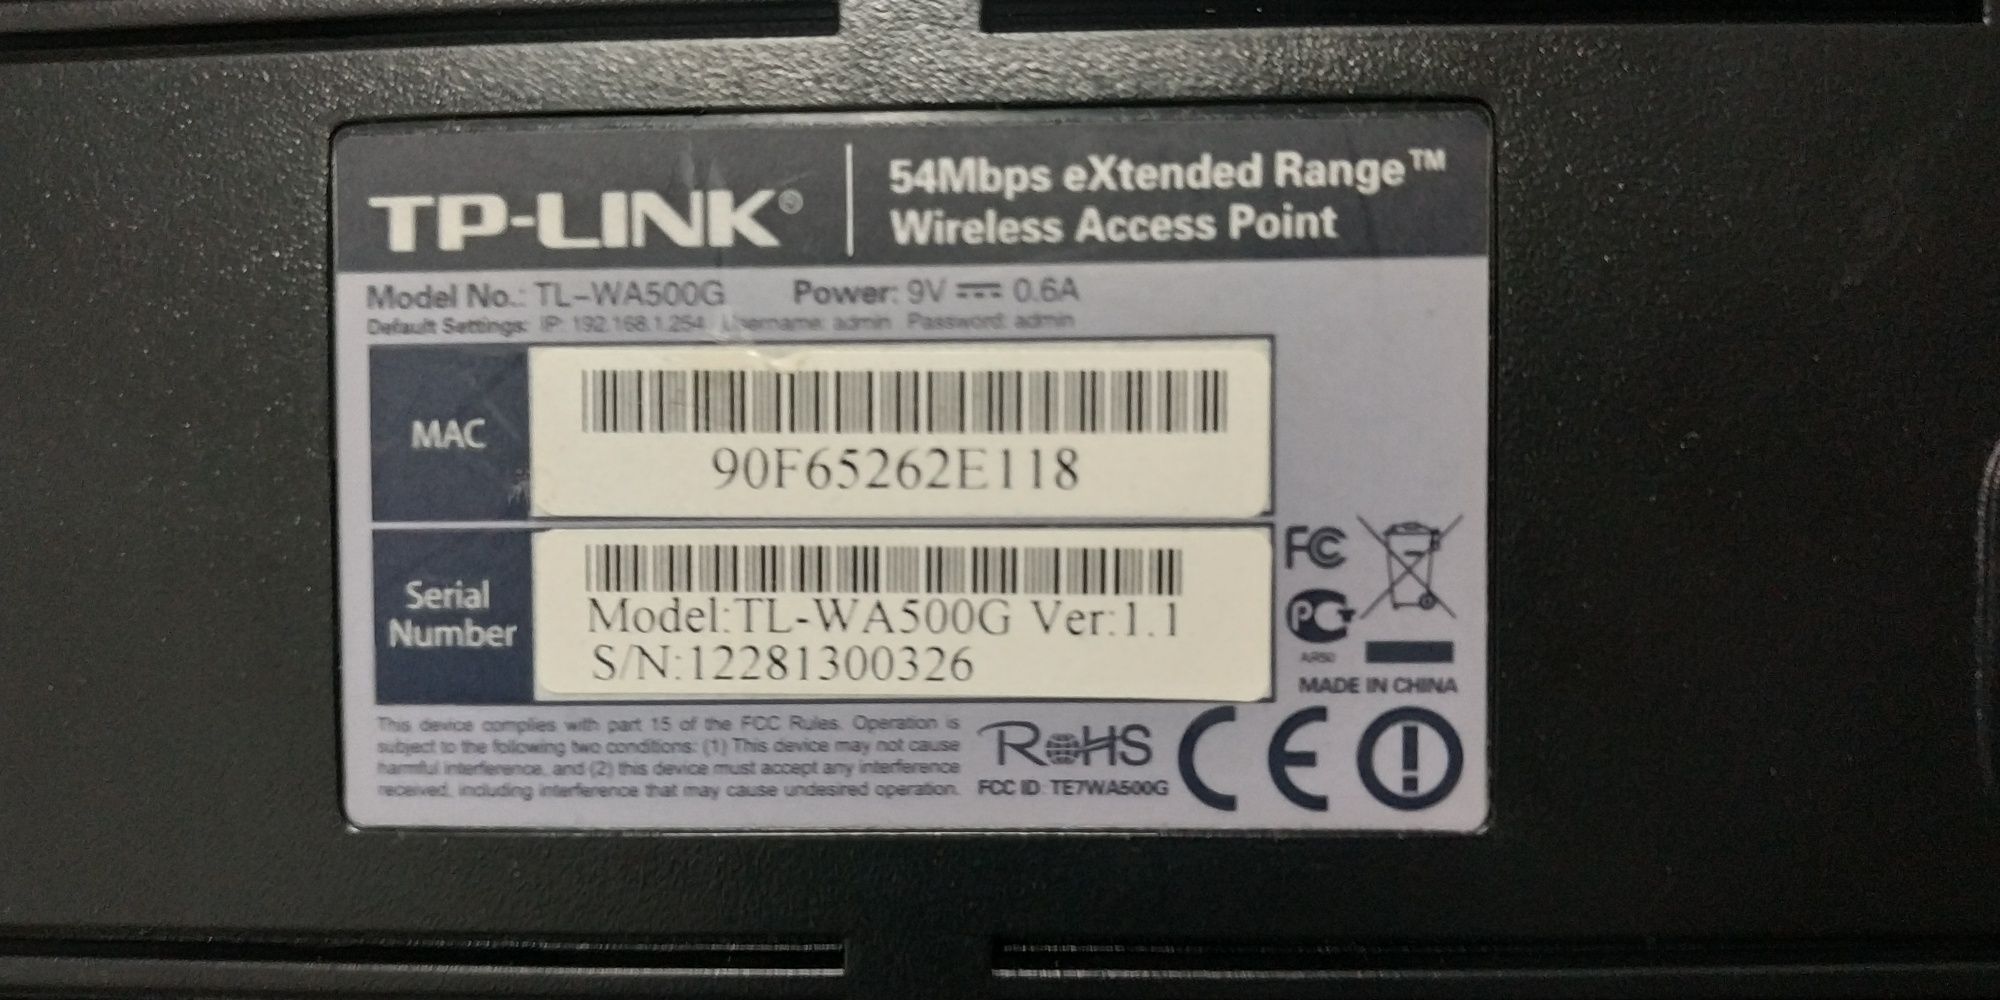 TP-LINK®
54Mbps eXtended Range™
Wireless Access Point
Model No.: TL-WA500G Power: 9V 0.6A
Default Settings: IP: 192.168.1.254 Username: admin Password: admin
MAC
90F65262E118
Serial
Number
Model:TL-WA500G Ver:1.1
S/N:12281300326
FC
PC
MADE IN CHINA
This device complies with part 15 of the FCC Rules. Operation is
subject to the following two conditions: (1) This device may not cause
harmful interference, and (2) this device must accept any interference
received, including interference that may cause undesired operation.
RoHS
FCC ID: TE7WA500G
CE